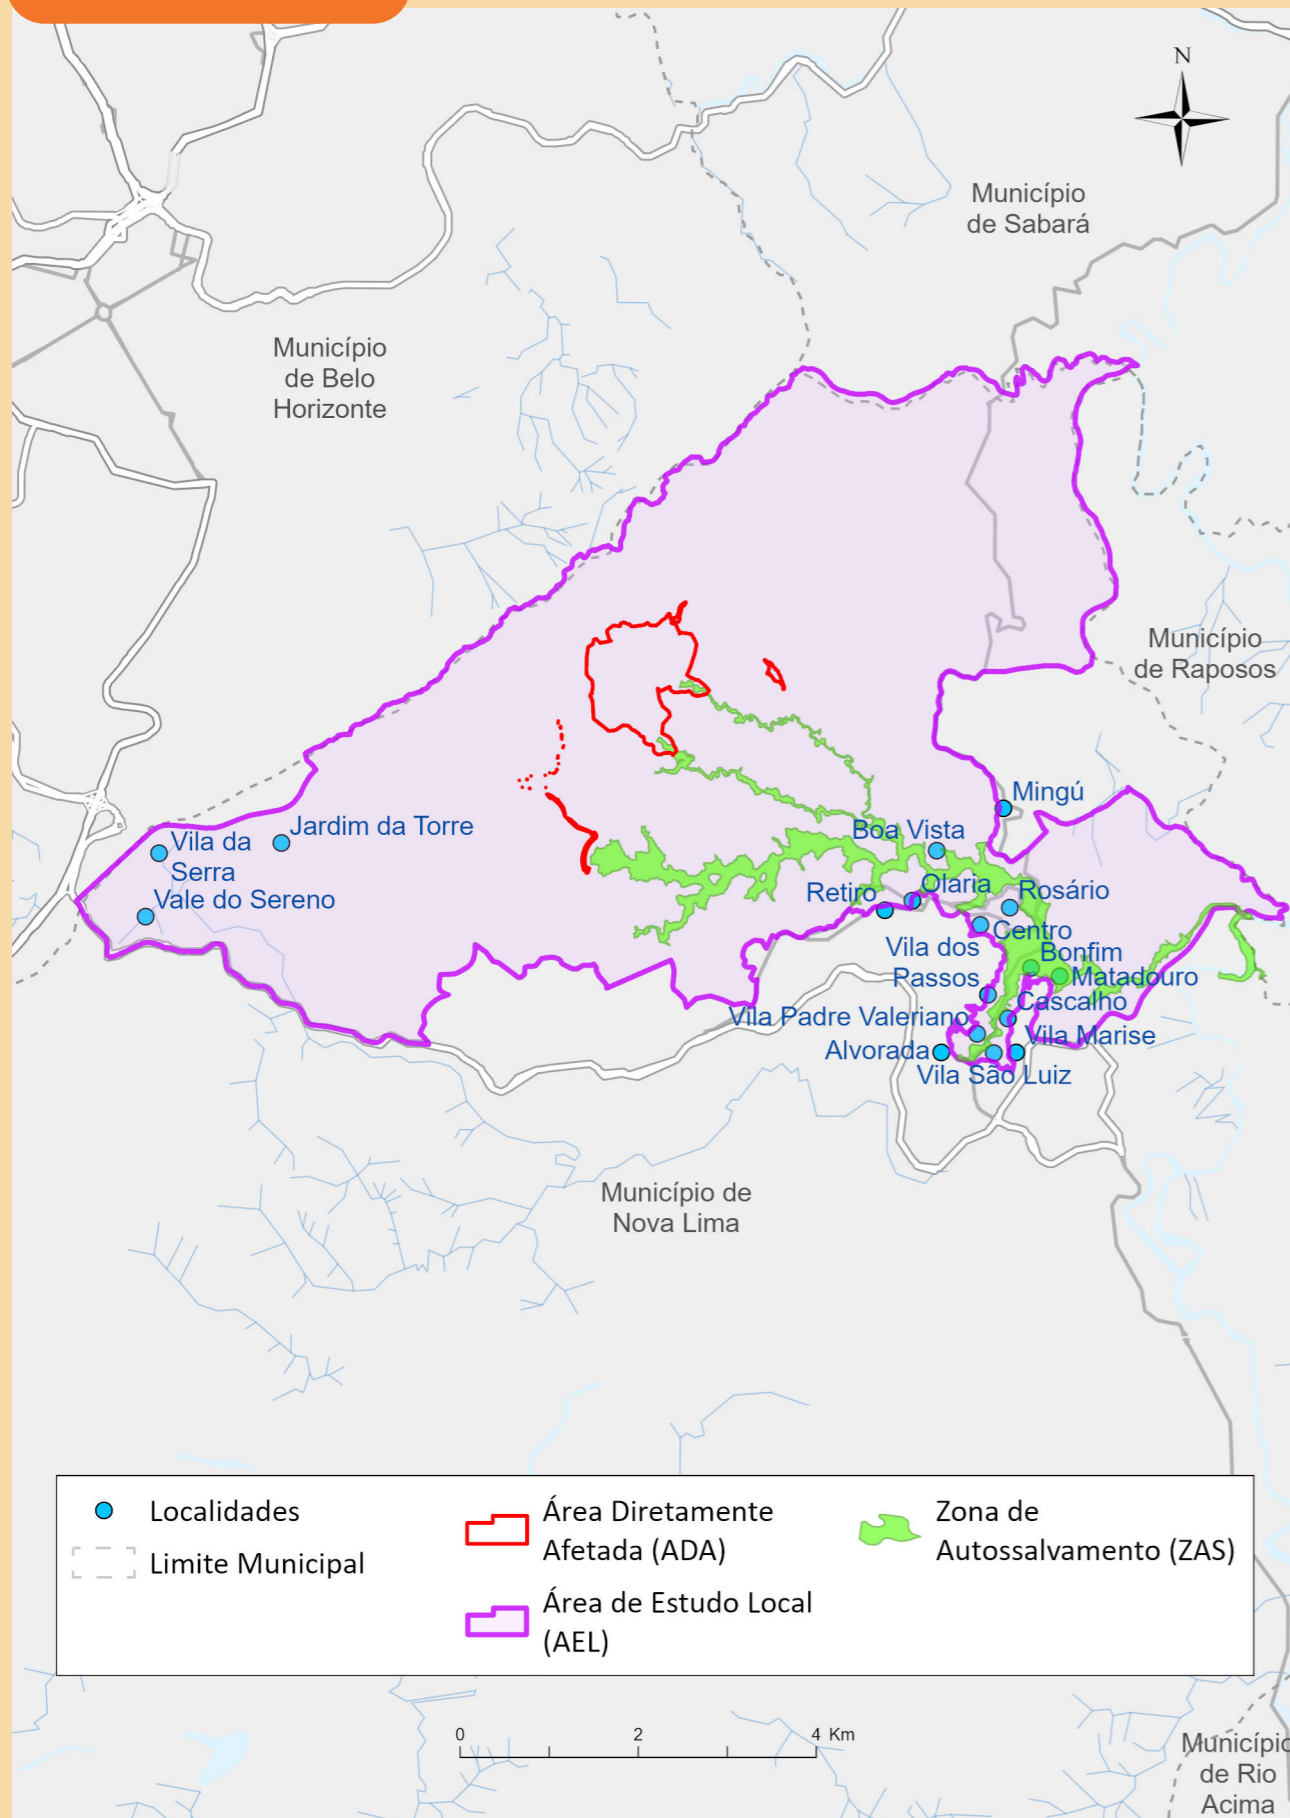 N
Município
de Sabará
Município
de Belo
Horizonte
Município
de Raposos
Mingú
Boa Vista
Jardim da Torre
Vila da
Serra
Vale do Sereno
Retiro
Olaria
Rosário
Centro
Vila dos
Passos
Bonfim
Matadouro
Cascalho
Vila Padre Valeriano
Vila Marise
Alvorada
Vila São Luiz
Município de
Nova Lima
Localidades
Limite Municipal
Área Diretamente
Afetada (ADA)
Área de Estudo Local
(AEL)
Zona de
Autossalvamento (ZAS)
0 2 4 Km
Município
de Rio
Acima